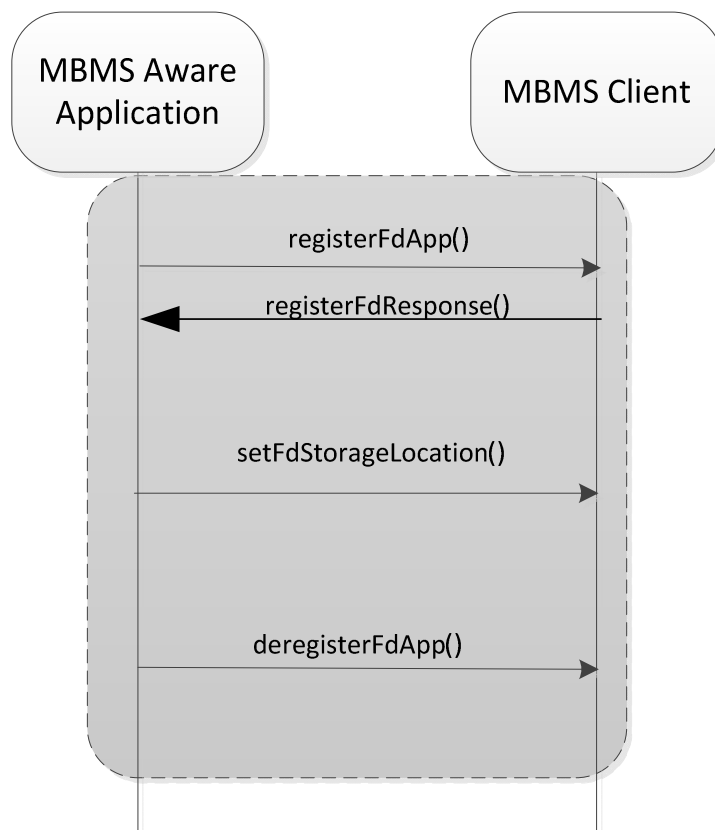 MBMS Aware
Application
MBMS Client
registerFdApp()
registerFdResponse()
setFdStorageLocation()
deregisterFdApp()